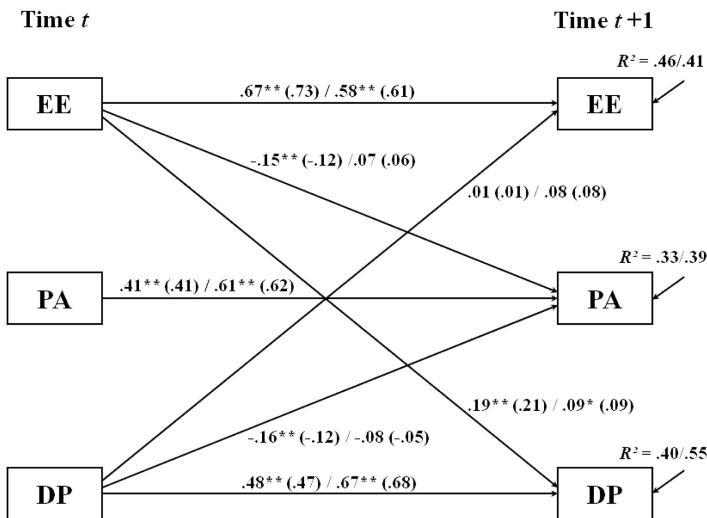 Time t
Time t +1
R² = .46/.41
EE
.67** (.73) / .58** (.61)
EE
-.15** (-.12) /.07 (.06)
.01 (.01) / .08 (.08)
R² = .33/.39
PA
.41** (.41) / .61** (.62)
PA
.19** (.21) / .09* (.09)
-.16** (-.12) / -.08 (-.05)
R² = .40/.55
DP
.48** (.47) / .67** (.68)
DP